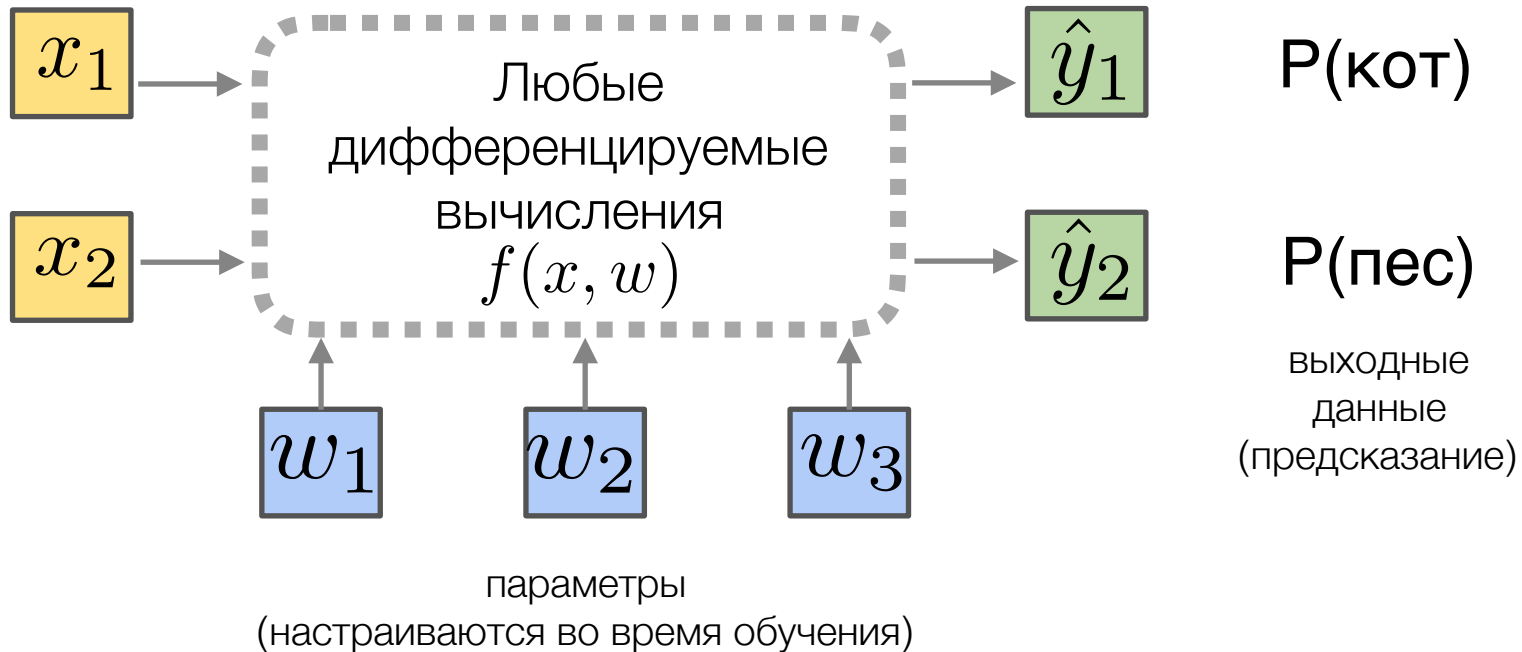 x₁
Любые
дифференцируемые
вычисления
f(x, w)
x₂
ŷ₁
P(кот)
ŷ₂
P(пес)
выходные
данные
(предсказание)
w₁
w₂
w₃
параметры
(настраиваются во время обучения)